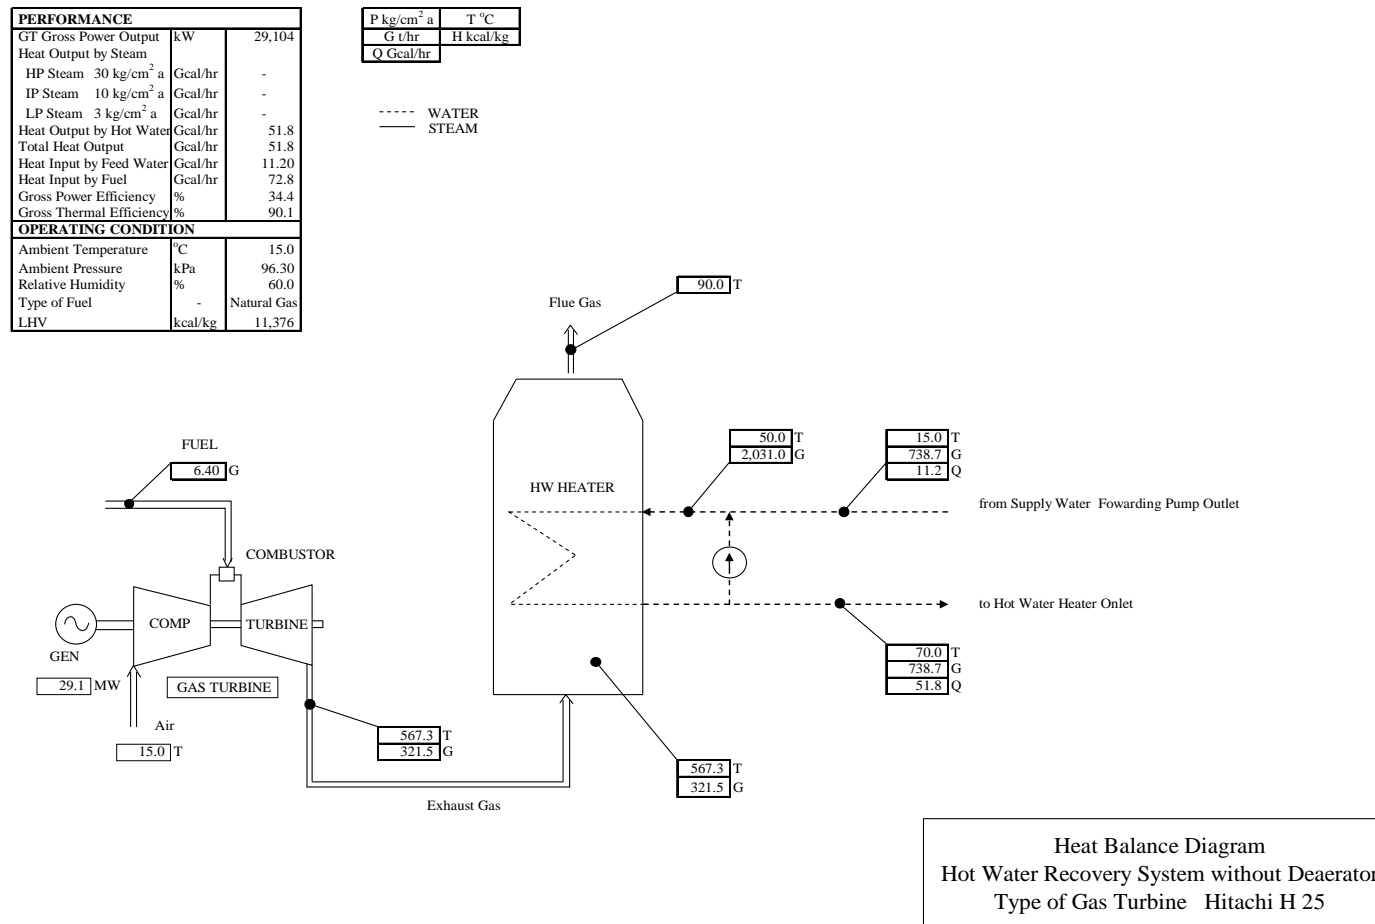 PERFORMANCE
GT Gross Power Output kW 29,104
Heat Output by Steam
HP Steam 30 kg/cm² a Gcal/hr -
IP Steam 10 kg/cm² a Gcal/hr -
LP Steam 3 kg/cm² a Gcal/hr -
Heat Output by Hot Water Gcal/hr 51.8
Total Heat Output Gcal/hr 51.8
Heat Input by Feed Water Gcal/hr 11.20
Heat Input by Fuel Gcal/hr 72.8
Gross Power Efficiency % 34.4
Gross Thermal Efficiency % 90.1
OPERATING CONDITION
Ambient Temperature °C 15.0
Ambient Pressure kPa 96.30
Relative Humidity % 60.0
Type of Fuel - Natural Gas
LHV kcal/kg 11,376
P kg/cm² a T °C
G t/hr H kcal/kg
Q Gcal/hr
WATER
STEAM
90.0 T
Flue Gas
FUEL
6.40 G
50.0 T
2,031.0 G
15.0 T
738.7 G
11.2 Q
HW HEATER
from Supply Water Fowarding Pump Outlet
COMBUSTOR
to Hot Water Heater Onlet
COMP
TURBINE
GEN
29.1 MW
GAS TURBINE
70.0 T
738.7 G
51.8 Q
Air
15.0 T
567.3 T
321.5 G
567.3 T
321.5 G
Exhaust Gas
Heat Balance Diagram
Hot Water Recovery System without Deaerator
Type of Gas Turbine Hitachi H 25